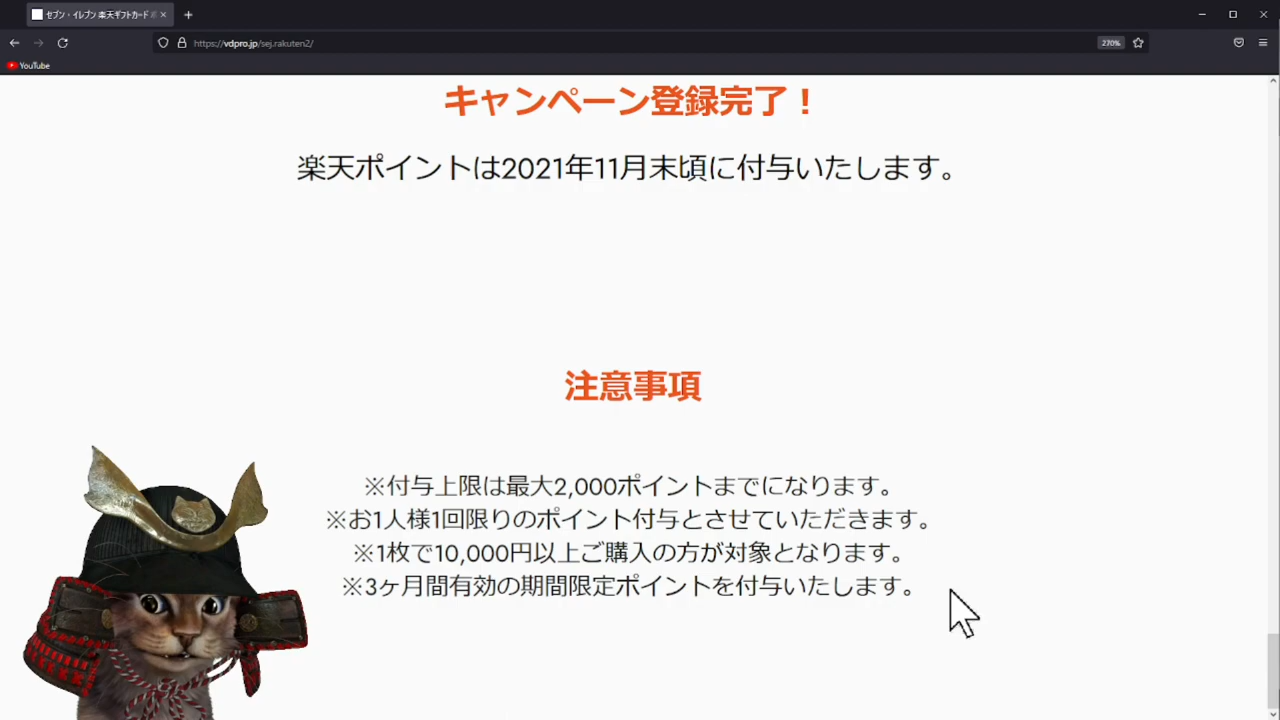 セブン - イレブン 楽天ギフトカード
https://vdpro.jp/sej.rakuten2/
270%
YouTube
キャンペーン登録完了！
楽天ポイントは2021年11月末頃に付与いたします。
注意事項
※付与上限は最大2,000ポイントまでになります。
※お1人様1回限りのポイント付与とさせていただきます。
※1枚で10,000円以上ご購入の方が対象となります。
※3ヶ月間有効の期間限定ポイントを付与いたします。